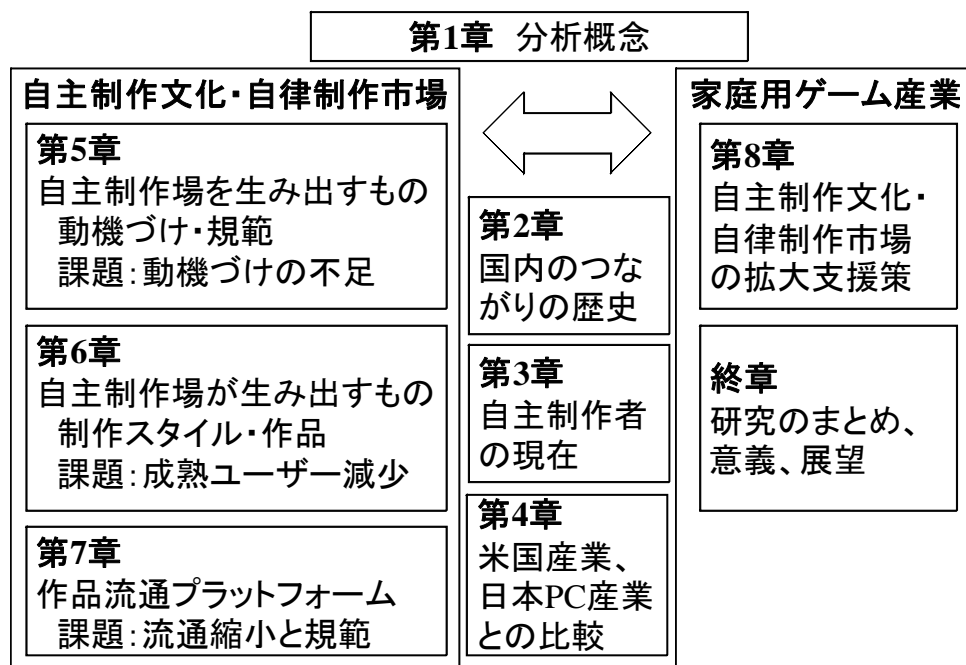 第1章 分析概念
自主制作文化・自律制作市場
第5章
自主制作場を生み出すもの
動機づけ・規範
課題:動機づけの不足
第6章
自主制作場が生み出すもの
制作スタイル・作品
課題:成熟ユーザー減少
第7章
作品流通プラットフォーム
課題:流通縮小と規範
第2章
国内のつな
がりの歴史
第3章
自主制作者
の現在
第4章
米国産業、
日本PC産業
との比較
家庭用ゲーム産業
第8章
自主制作文化・
自律制作市場
の拡大支援策
終章
研究のまとめ、
意義、展望